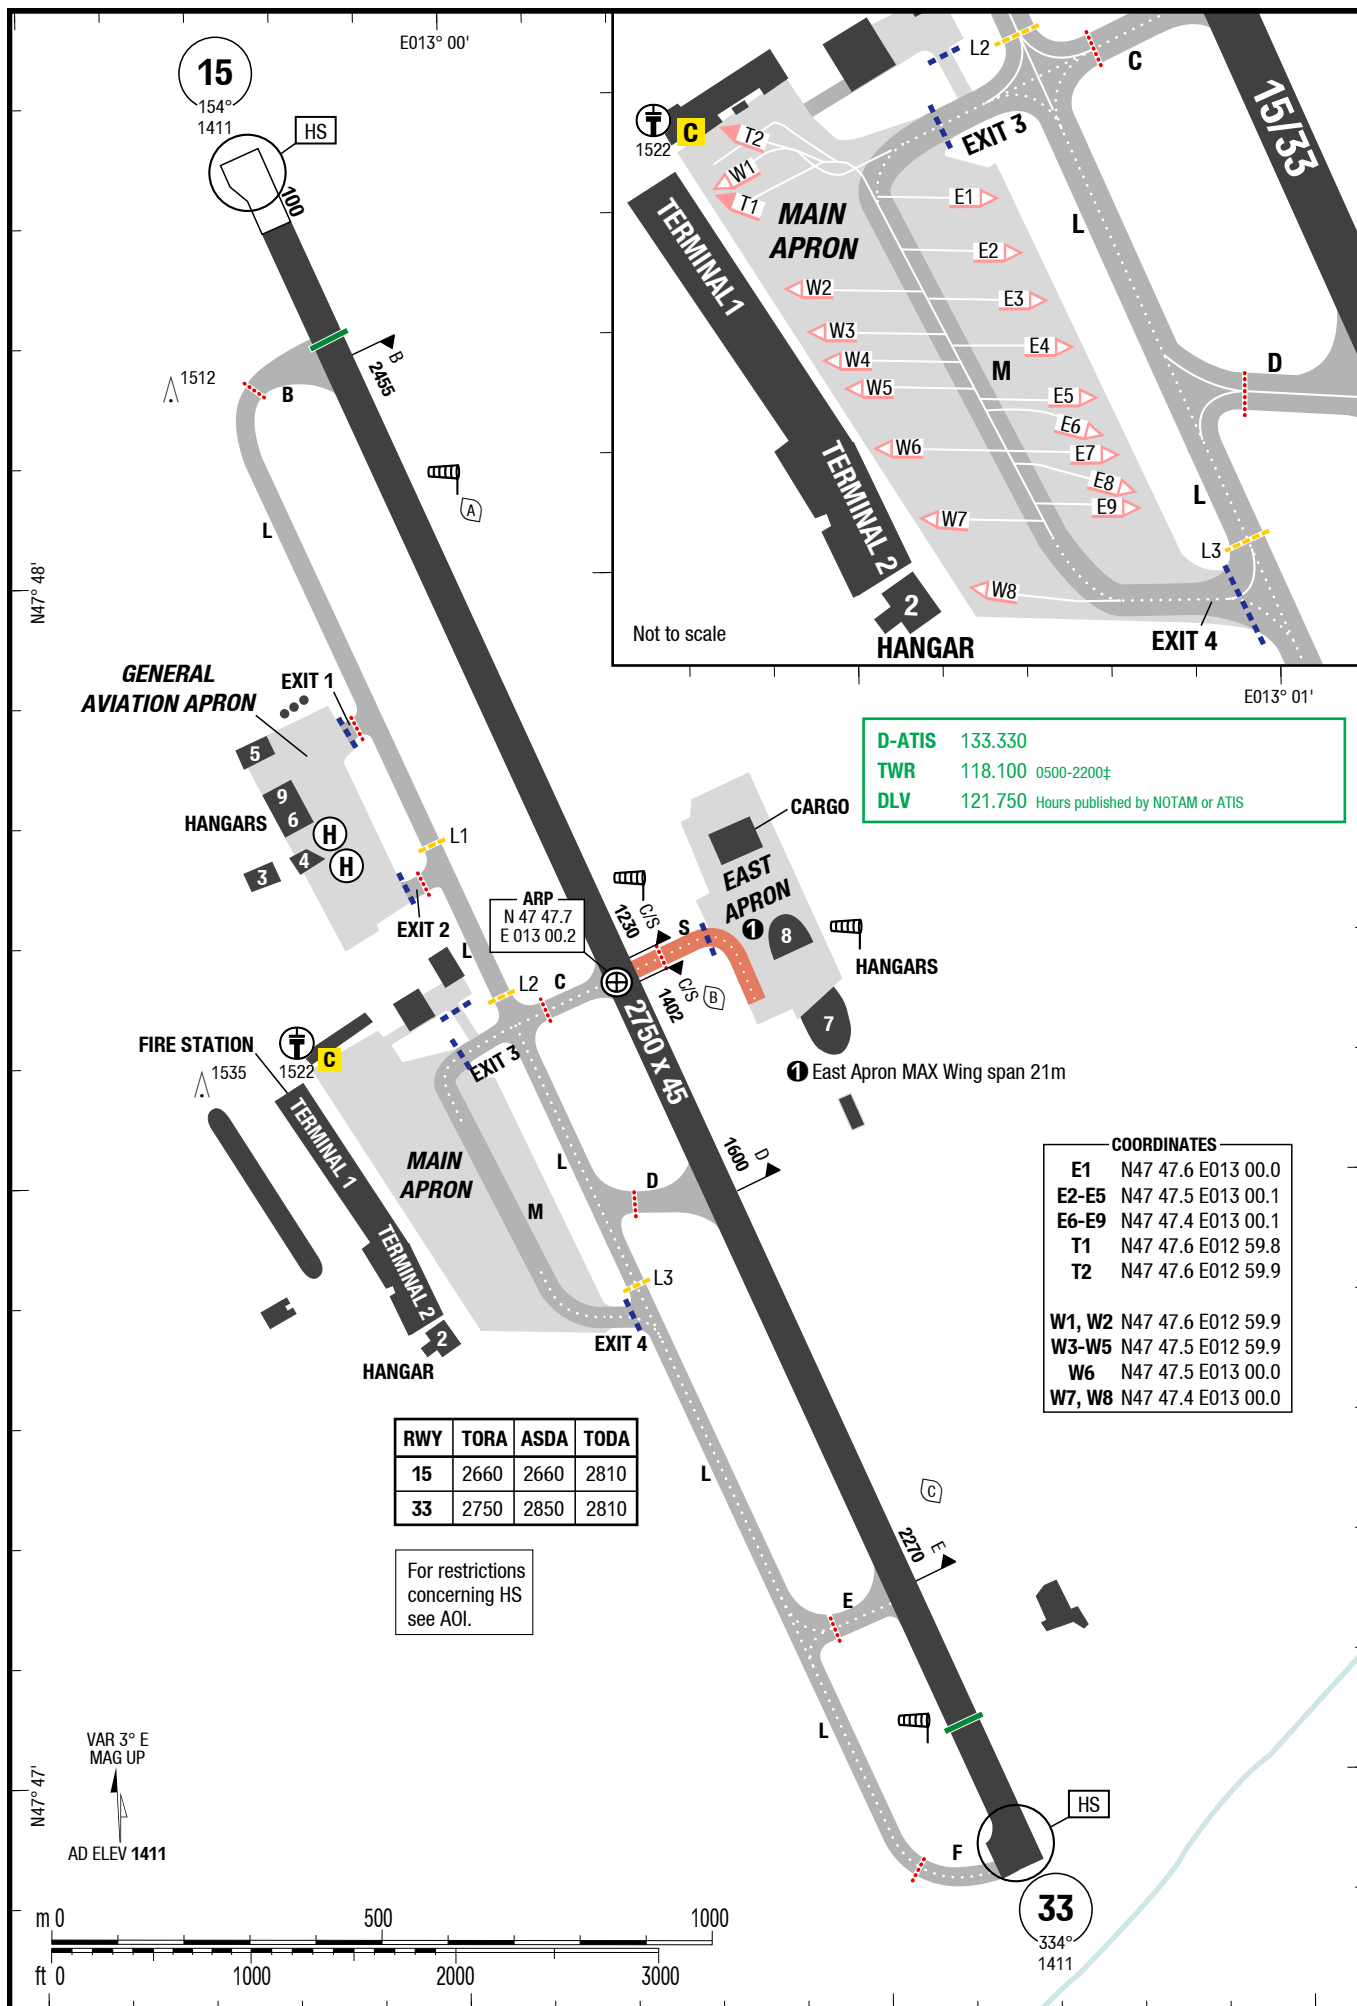 E013° 00'
15
154°
1411
HS
100
B
2455
1512
B
A
L
N47° 48'
GENERAL
AVIATION APRON
EXIT 1
5
9
6
HANGARS
H
4
H
3
L1
EXIT 2
L
L2
C
ARP
N 47 47.7
E 013 00.2
1230
C/S
S
C/S
1402
B
CARGO
EAST
APRON
1
8
HANGARS
7
1 East Apron MAX Wing span 21m
FIRE STATION
1535
1522
C
EXIT 3
TERMINAL 1
MAIN
APRON
M
L
D
2750 x 45
1600
D
TERMINAL 2
L3
2
HANGAR
EXIT 4
L2
C
15/33
1522
C
T2
W1
T1
EXIT 3
TERMINAL1
MAIN
APRON
E1
L
E2
W2
E3
W3
E4
W4
M
D
W5
E5
E6
W6
E7
TERMINAL 2
E8
L
E9
W7
L3
W8
2
Not to scale
HANGAR
EXIT 4
E013° 01'
D-ATIS 133.330
TWR 118.100 0500-2200‡
DLV 121.750 Hours published by NOTAM or ATIS
COORDINATES
E1 N47 47.6 E013 00.0
E2-E5 N47 47.5 E013 00.1
E6-E9 N47 47.4 E013 00.1
T1 N47 47.6 E012 59.8
T2 N47 47.6 E012 59.9
W1, W2 N47 47.6 E012 59.9
W3-W5 N47 47.5 E012 59.9
W6 N47 47.5 E013 00.0
W7, W8 N47 47.4 E013 00.0
RWY TORA ASDA TODA
15 2660 2660 2810
33 2750 2850 2810
For restrictions
concerning HS
see AOI.
L
C
2270
E
E
L
F
HS
33
334°
1411
N47° 47'
VAR 3° E
MAG UP
AD ELEV 1411
m 0 500 1000
ft 0 1000 2000 3000